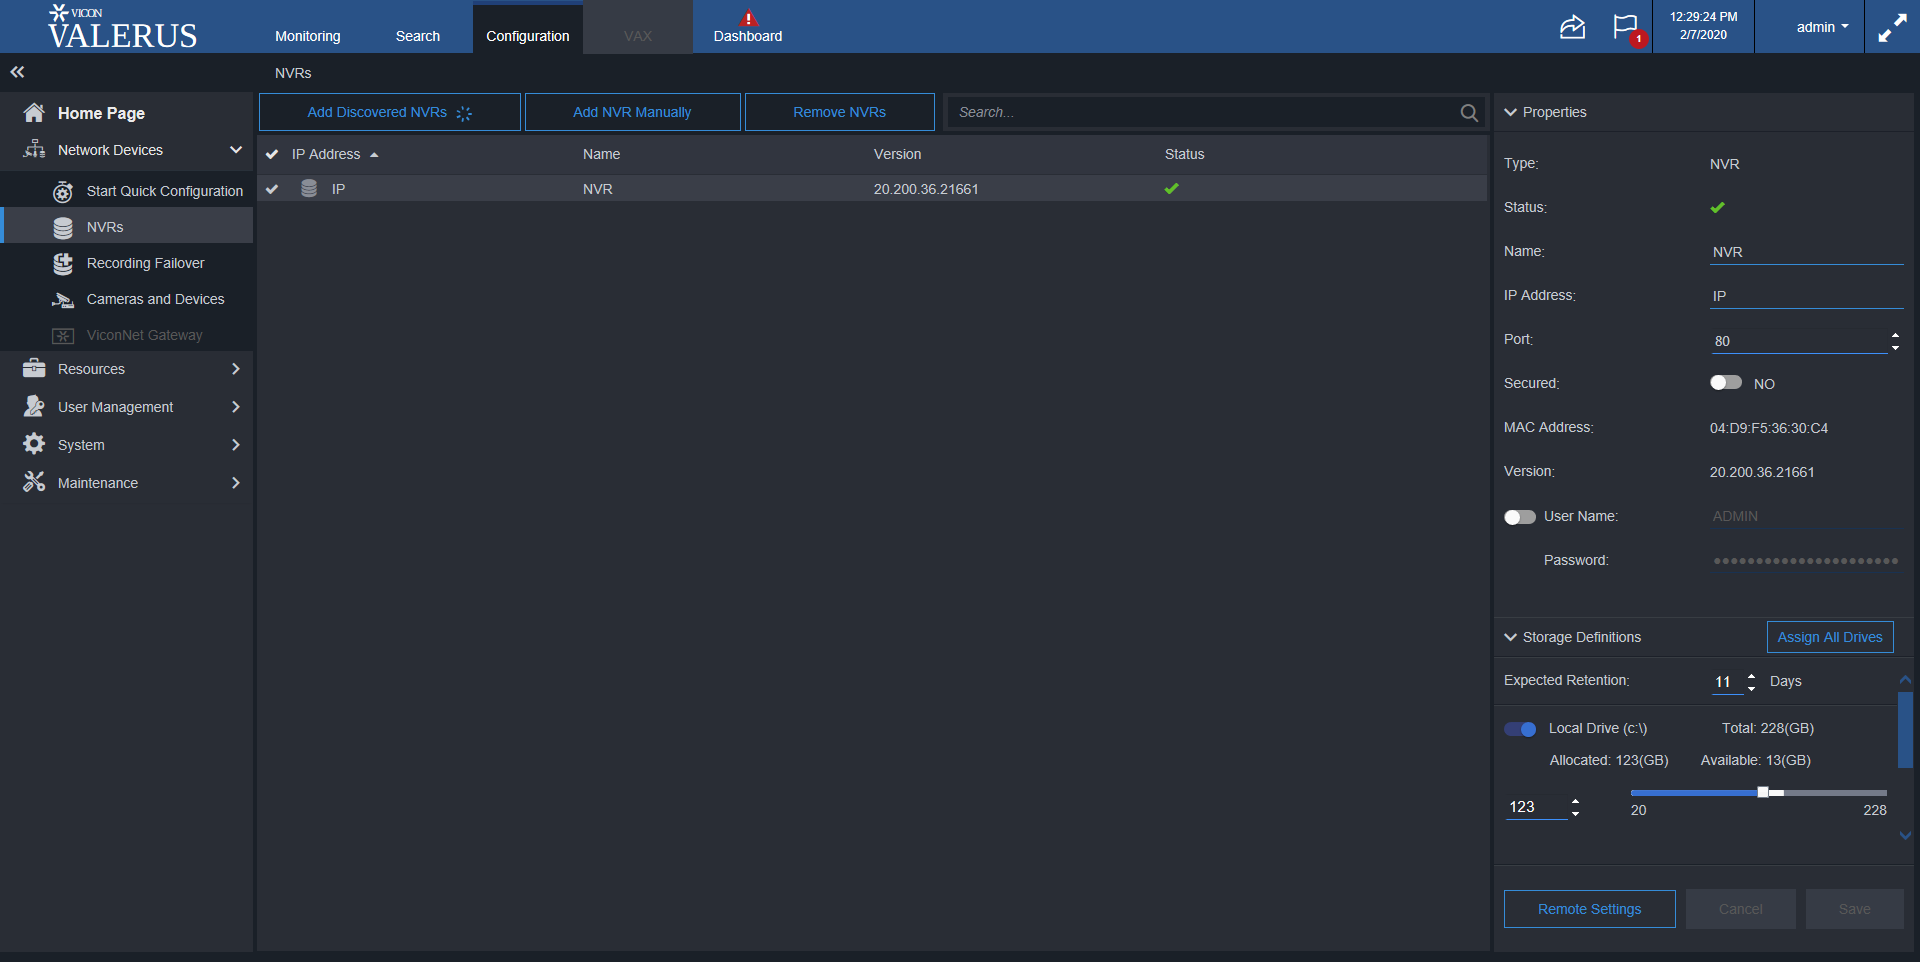 VICON
VALERUS
Monitoring
Search
Configuration
VAX
Dashboard
1
12:29:24 PM
2/7/2020
admin
NVRs
Home Page
Network Devices
Start Quick Configuration
NVRs
Recording Failover
Cameras and Devices
ViconNet Gateway
Resources
User Management
System
Maintenance
Add Discovered NVRs
Add NVR Manually
Remove NVRs
Search...
IP Address Name Version Status
IP NVR 20.200.36.21661
Properties
Type: NVR
Status:
Name: NVR
IP Address: IP
Port: 80
Secured: NO
MAC Address: 04:D9:F5:36:30:C4
Version: 20.200.36.21661
User Name: ADMIN
Password:
Storage Definitions Assign All Drives
Expected Retention: 11 Days
Local Drive (c:\) Total: 228(GB)
Allocated: 123(GB) Available: 13(GB)
123
20 228
Remote Settings Cancel Save